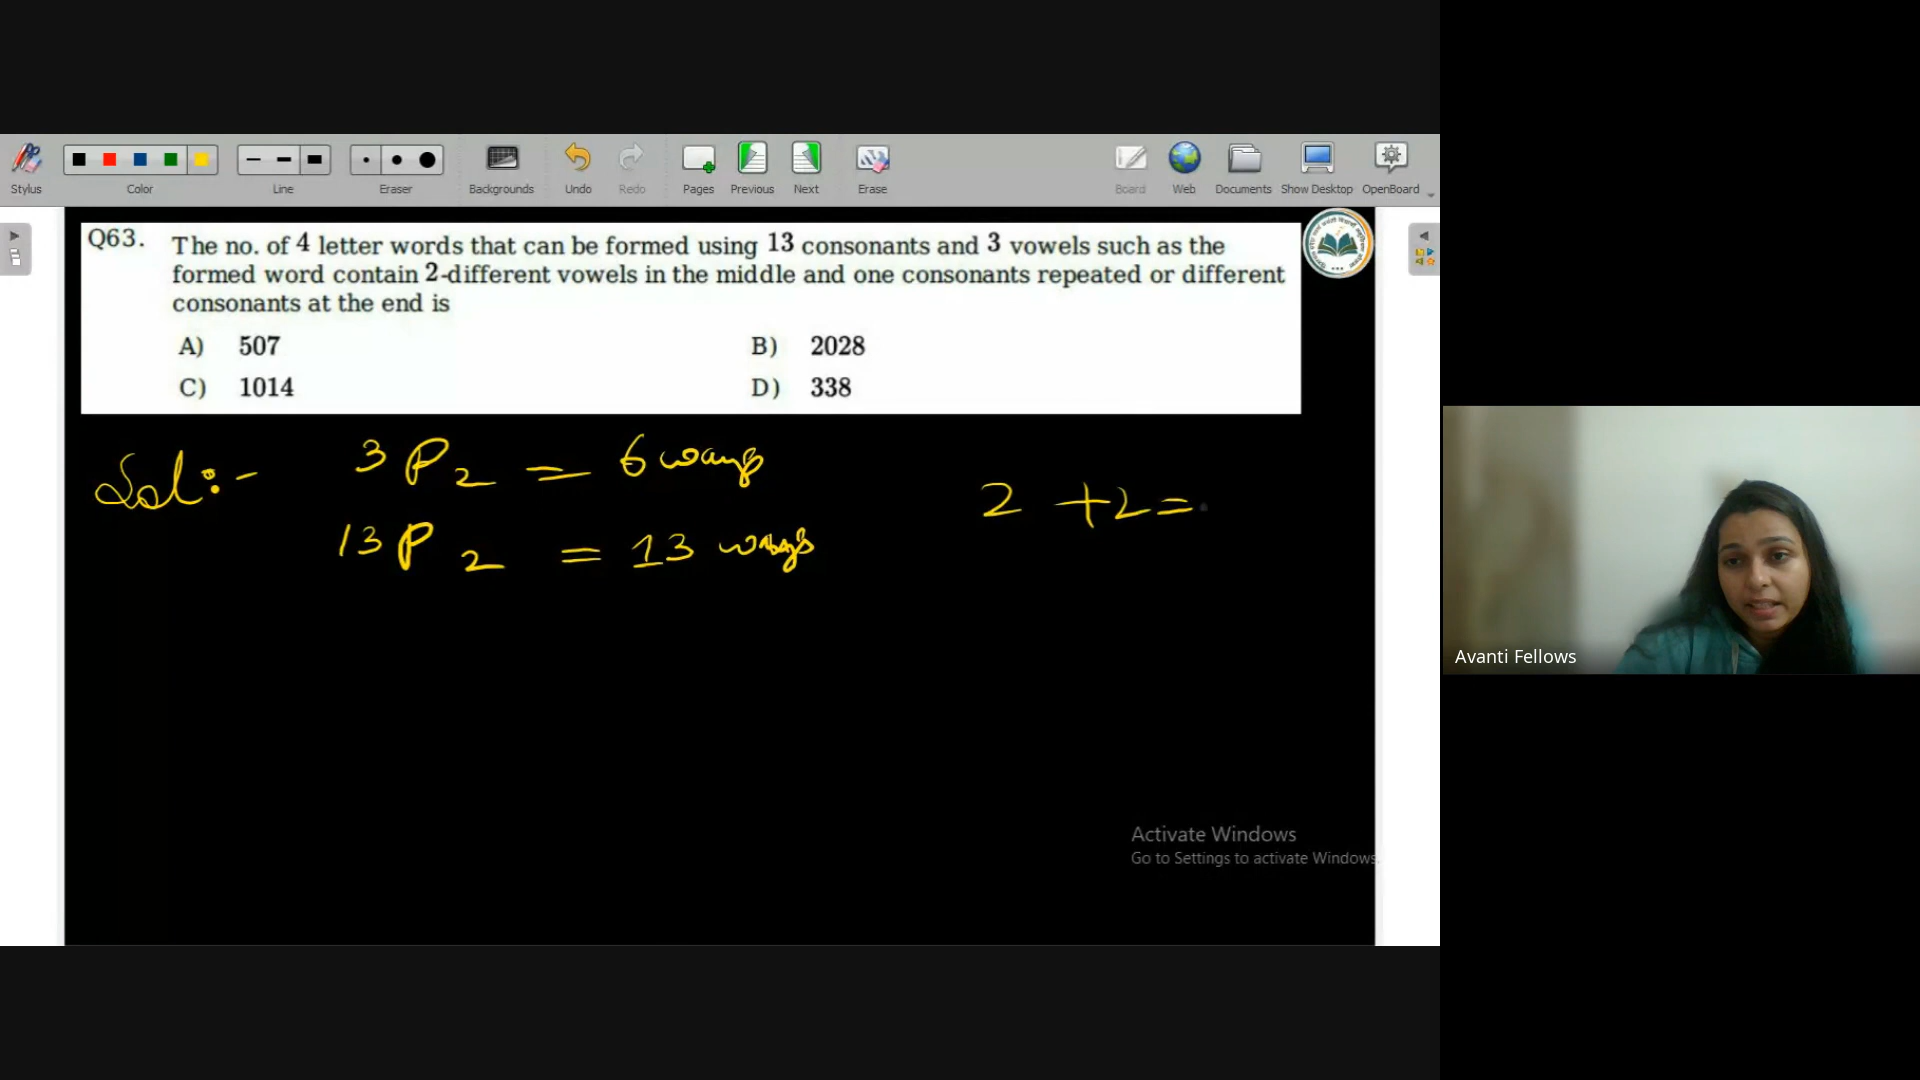 Stylus Color Line Eraser Backgrounds Undo Redo Pages Previous Next Erase Board Web Documents Show Desktop OpenBoard
Q63. The no. of 4 letter words that can be formed using 13 consonants and 3 vowels such as the
formed word contain 2-different vowels in the middle and one consonants repeated or different
consonants at the end is
A) 507 B) 2028
C) 1014 D) 338
Sol:- ³P₂ = 6 ways
2 + 2 =
¹³P₂ = 13 ways
Avanti Fellows
Activate Windows
Go to Settings to activate Windows.